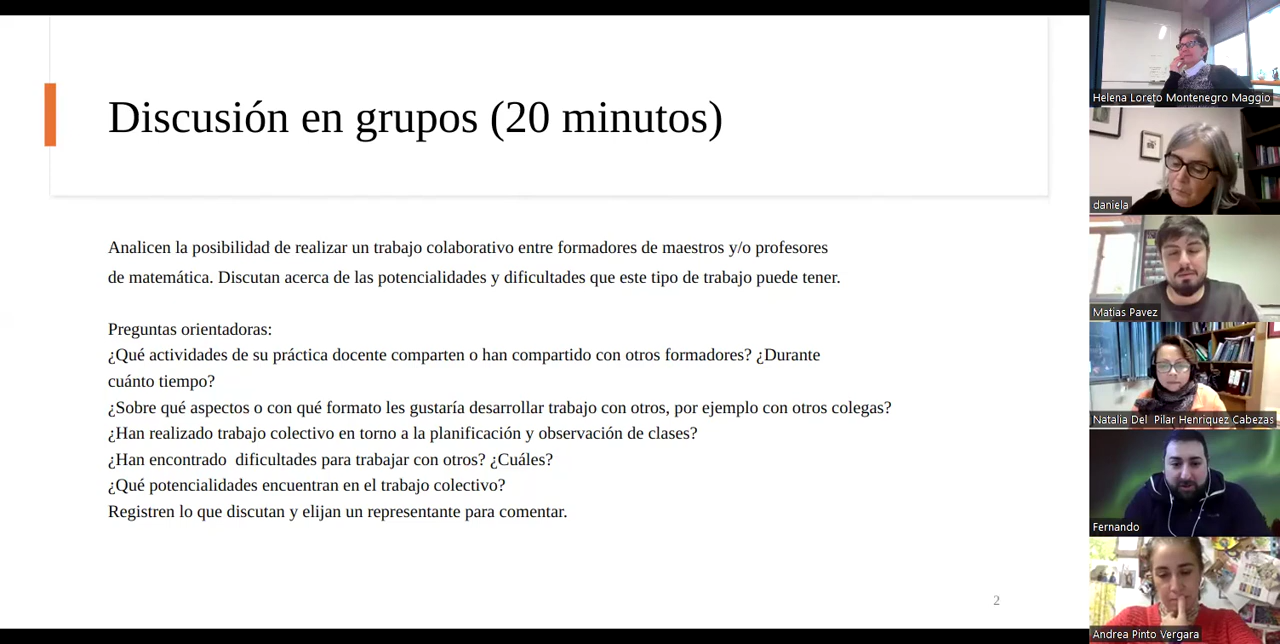 Discusión en grupos (20 minutos)
Analicen la posibilidad de realizar un trabajo colaborativo entre formadores de maestros y/o profesores
de matemática. Discutan acerca de las potencialidades y dificultades que este tipo de trabajo puede tener.
Preguntas orientadoras:
¿Qué actividades de su práctica docente comparten o han compartido con otros formadores? ¿Durante
cuánto tiempo?
¿Sobre qué aspectos o con qué formato les gustaría desarrollar trabajo con otros, por ejemplo con otros colegas?
¿Han realizado trabajo colectivo en torno a la planificación y observación de clases?
¿Han encontrado dificultades para trabajar con otros? ¿Cuáles?
¿Qué potencialidades encuentran en el trabajo colectivo?
Registren lo que discutan y elijan un representante para comentar.
2
Helena Loreto Montenegro Maggio
daniela
Matias Pavez
Natalia Del Pilar Henriquez Cabezas
Fernando
Andrea Pinto Vergara